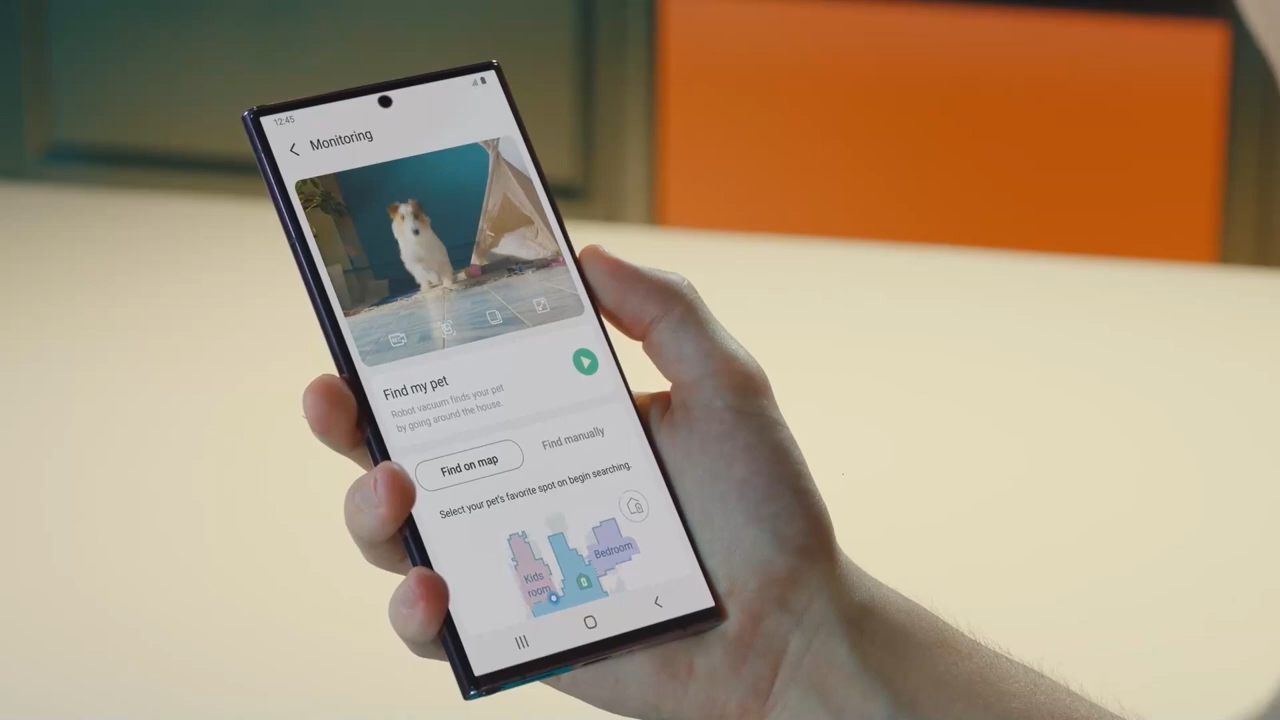 12:45
Monitoring
REC
Find my pet
Robot vacuum finds your pet
by going around the house.
Find on map
Find manually
Select your pet's favorite spot on begin searching.
Bedroom
Kids
room